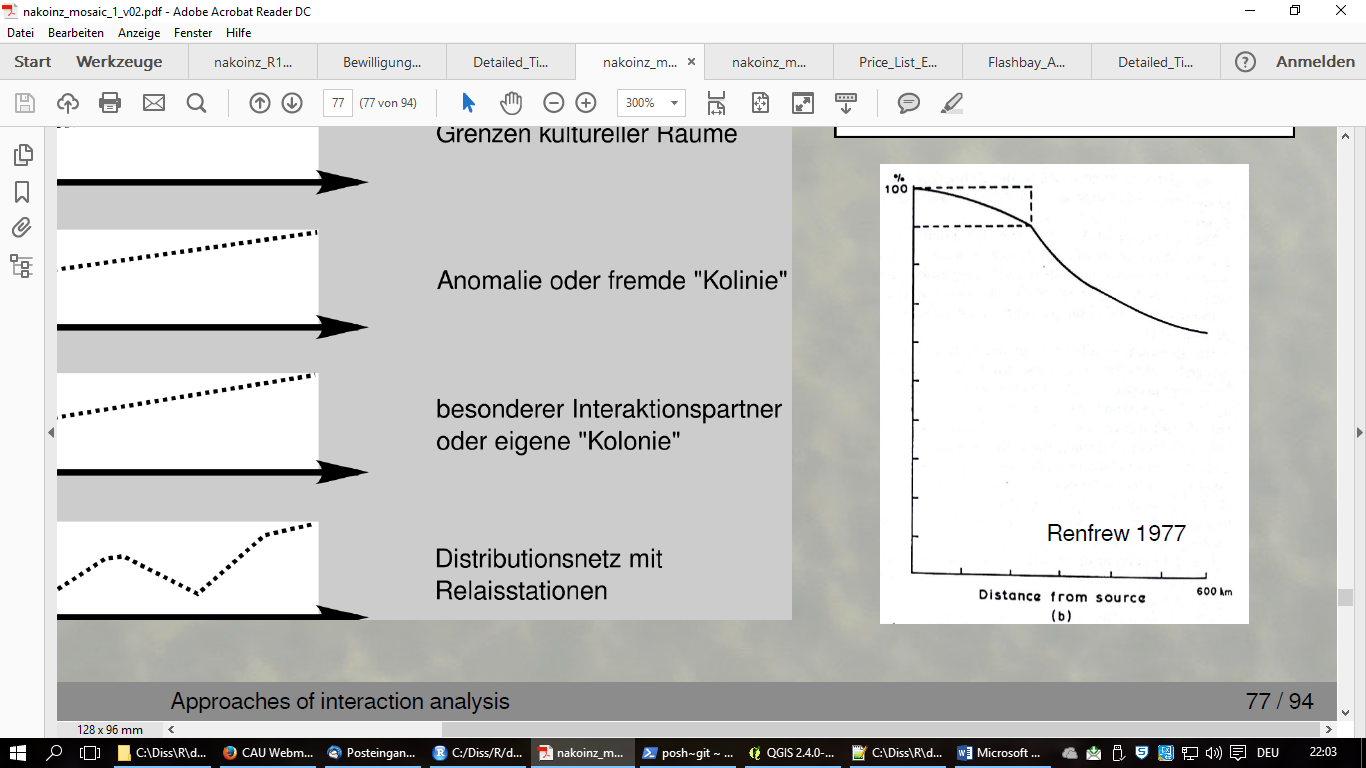 nakoinz_mosaic_1_v02.pdf - Adobe Acrobat Reader DC
Datei Bearbeiten Anzeige Fenster Hilfe
Start Werkzeuge nakoinz_R1... Bewilligung... Detailed_Ti... nakoinz_m... × nakoinz_m... Price_List_E... Flashbay_A... Detailed_Ti... ? Anmelden
77 (77 von 94) 300%
Grenzen kultureller Räume
Anomalie oder fremde "Kolinie"
besonderer Interaktionspartner
oder eigene "Kolonie"
Distributionsnetz mit
Relaisstationen
%
100
Renfrew 1977
600 km
Distance from source
(b)
Approaches of interaction analysis 77 / 94
128 x 96 mm
C:\Diss\R\d... CAU Webm... Posteingan... C:/Diss/R/d... nakoinz_m... posh~git ~ ... QGIS 2.4.0-... C:\Diss\R\d... Microsoft ... DEU 22:03